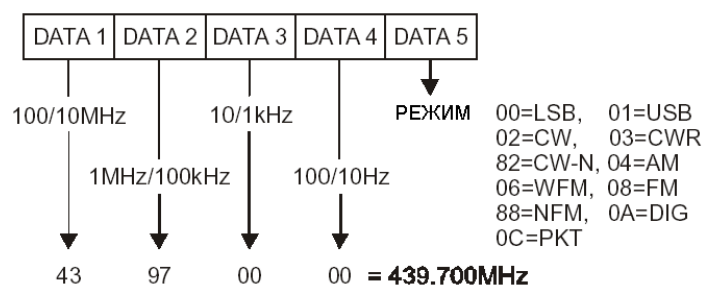 DATA 1 DATA 2 DATA 3 DATA 4 DATA 5
100/10MHz 10/1kHz РЕЖИМ
1MHz/100kHz 100/10Hz
00=LSB, 01=USB
02=CW, 03=CWR
82=CW-N, 04=AM
06=WFM, 08=FM
88=NFM, 0A=DIG
0C=PKT
43 97 00 00 = 439.700MHz